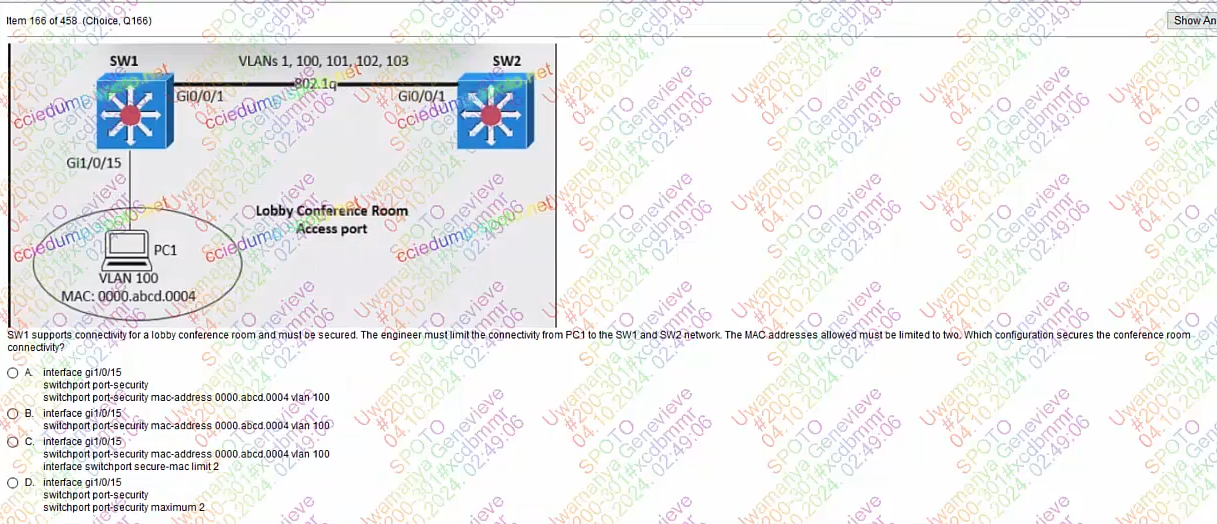 Item 166 of 458 (Choice, Q166)
Show An
SW1
VLANs 1, 100, 101, 102, 103
SW2
802.1q
Gi0/0/1
Gi0/0/1
Gi1/0/15
Lobby Conference Room
Access port
PC1
VLAN 100
MAC: 0000.abcd.0004
SW1 supports connectivity for a lobby conference room and must be secured. The engineer must limit the connectivity from PC1 to the SW1 and SW2 network. The MAC addresses allowed must be limited to two. Which configuration secures the conference room
connectivity?
A. interface gi1/0/15
switchport port-security
switchport port-security mac-address 0000.abcd.0004 vlan 100
B. interface gi1/0/15
switchport port-security mac-address 0000.abcd.0004 vlan 100
C. interface gi1/0/15
switchport port-security mac-address 0000.abcd.0004 vlan 100
interface switchport secure-mac limit 2
D. interface gi1/0/15
switchport port-security
switchport port-security maximum 2